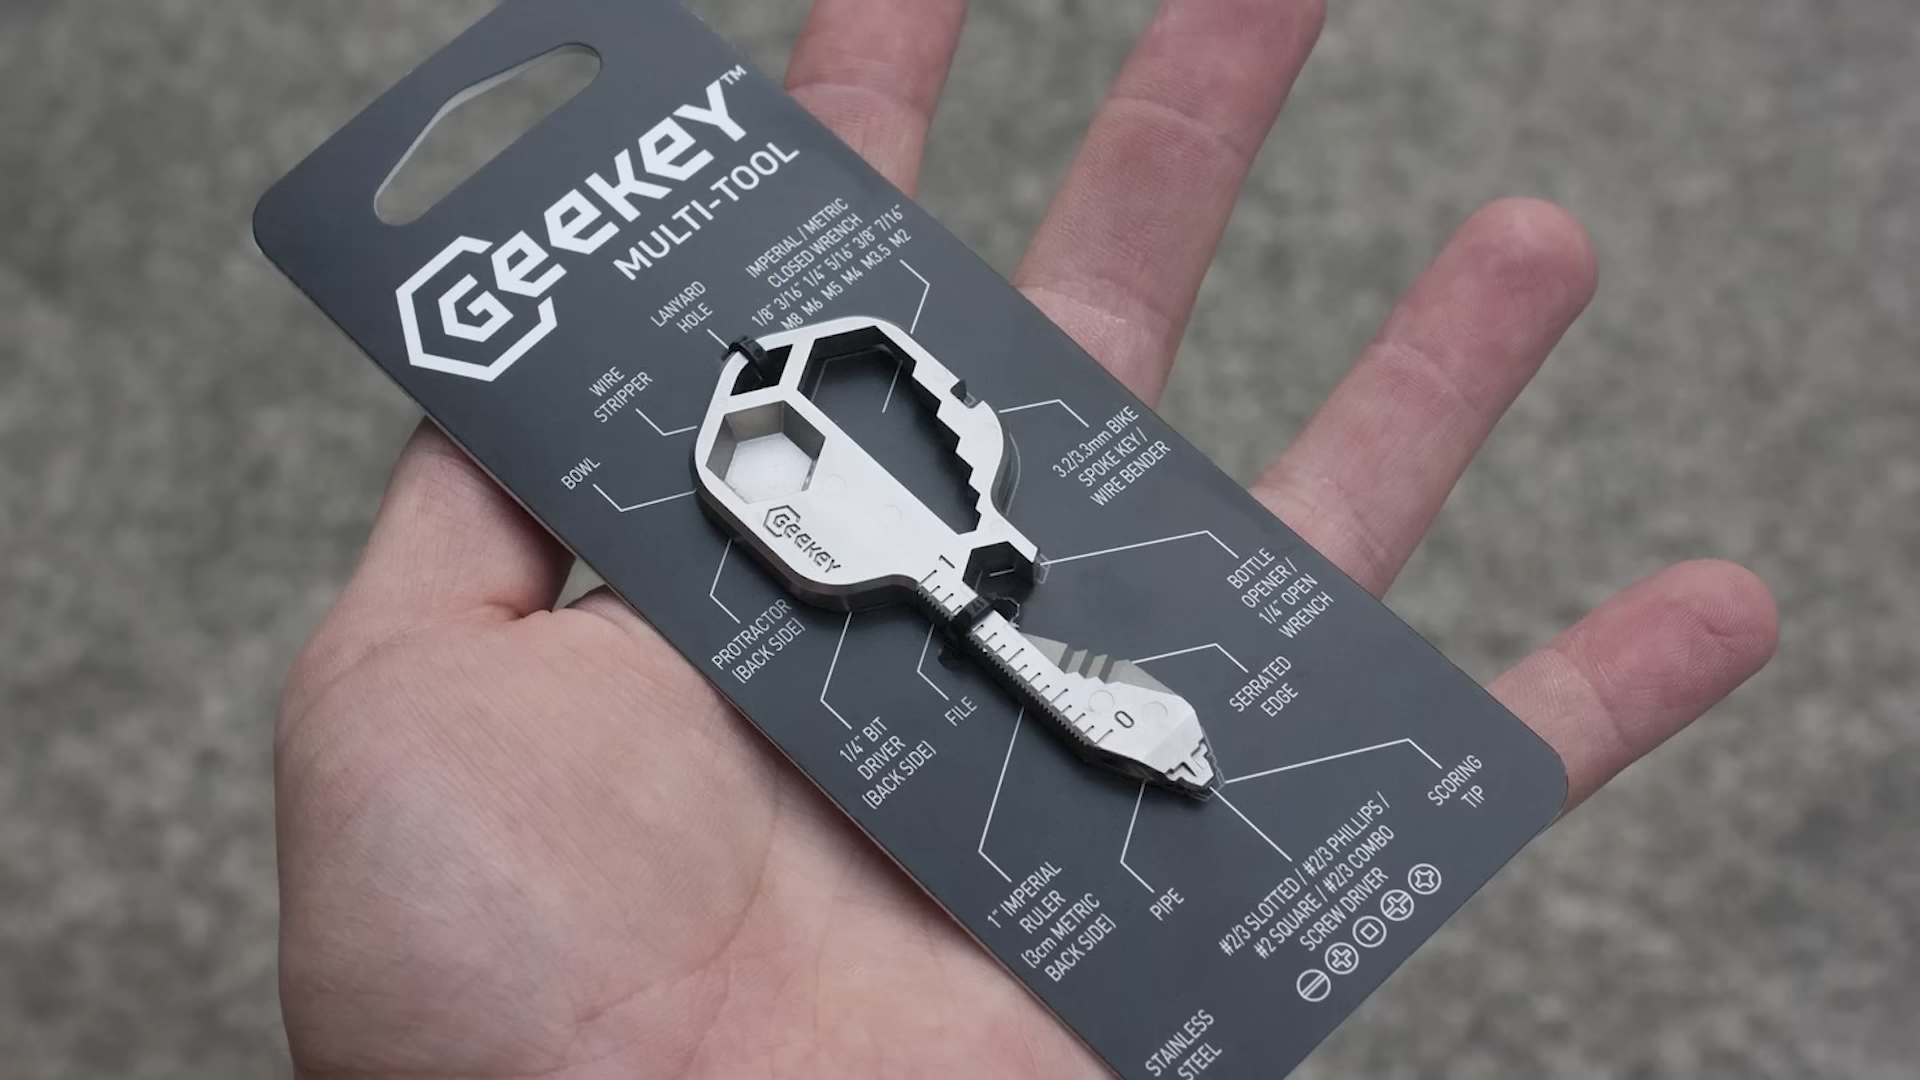 GeeKEY™
MULTI-TOOL
IMPERIAL / METRIC
CLOSED WRENCH
1/8" 3/16" 1/4" 5/16" 3/8" 7/16"
M8 M6 M5 M4 M3.5 M2
LANYARD
HOLE
WIRE
STRIPPER
BOWL
3.2/3.3mm BIKE
SPOKE KEY /
WIRE BENDER
GeeKEY
1
0
BOTTLE
OPENER /
1/4" OPEN
WRENCH
PROTRACTOR
(BACK SIDE)
SERRATED
EDGE
FILE
1/4" BIT
DRIVER
(BACK SIDE)
SCORING
TIP
1" IMPERIAL
RULER
(3cm METRIC
BACK SIDE)
PIPE
#2/3 SLOTTED / #2/3 PHILLIPS /
#2 SQUARE / #2/3 COMBO
SCREW DRIVER
STAINLESS
STEEL